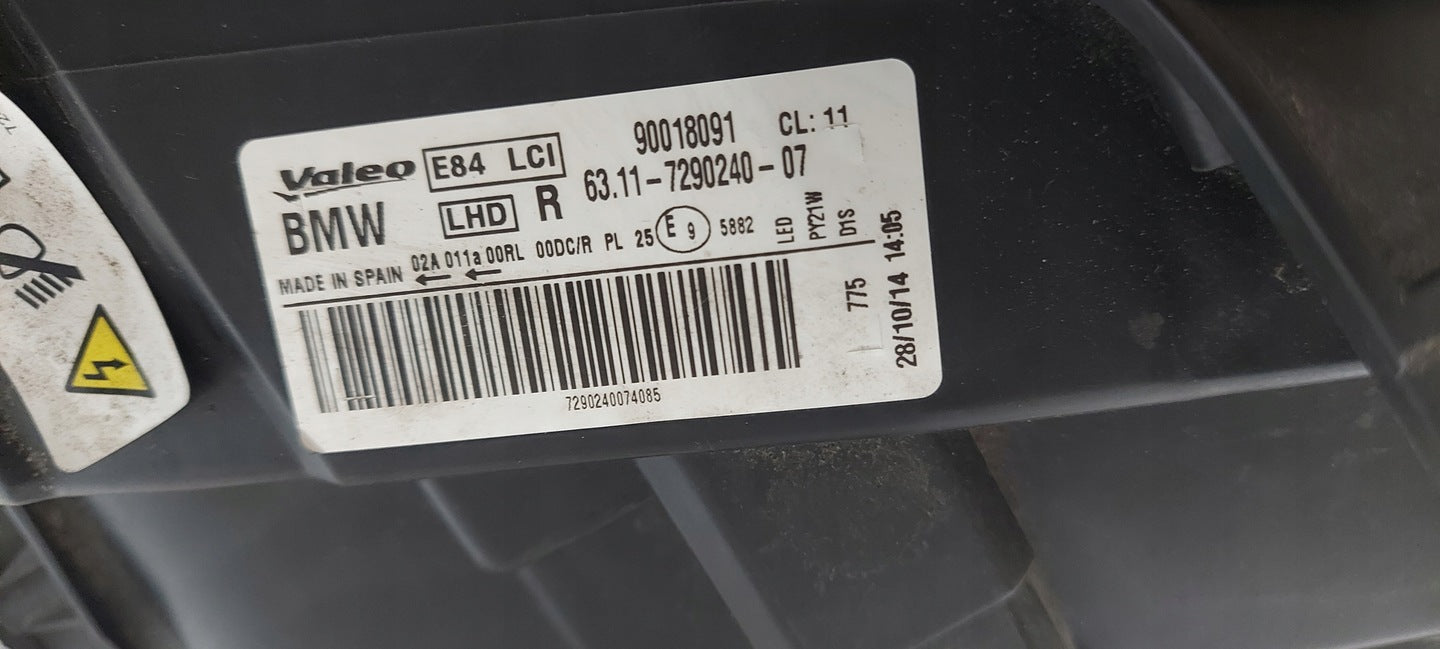 Valeo E84 LCI 90018091 CL: 11
BMW LHD R 63.11-7290240-07
MADE IN SPAIN 02A 011a 00RL 00DC/R PL 25 E 9 5882
LED
PY21W
D1S
775
28/10/14 14:05
7290240074085